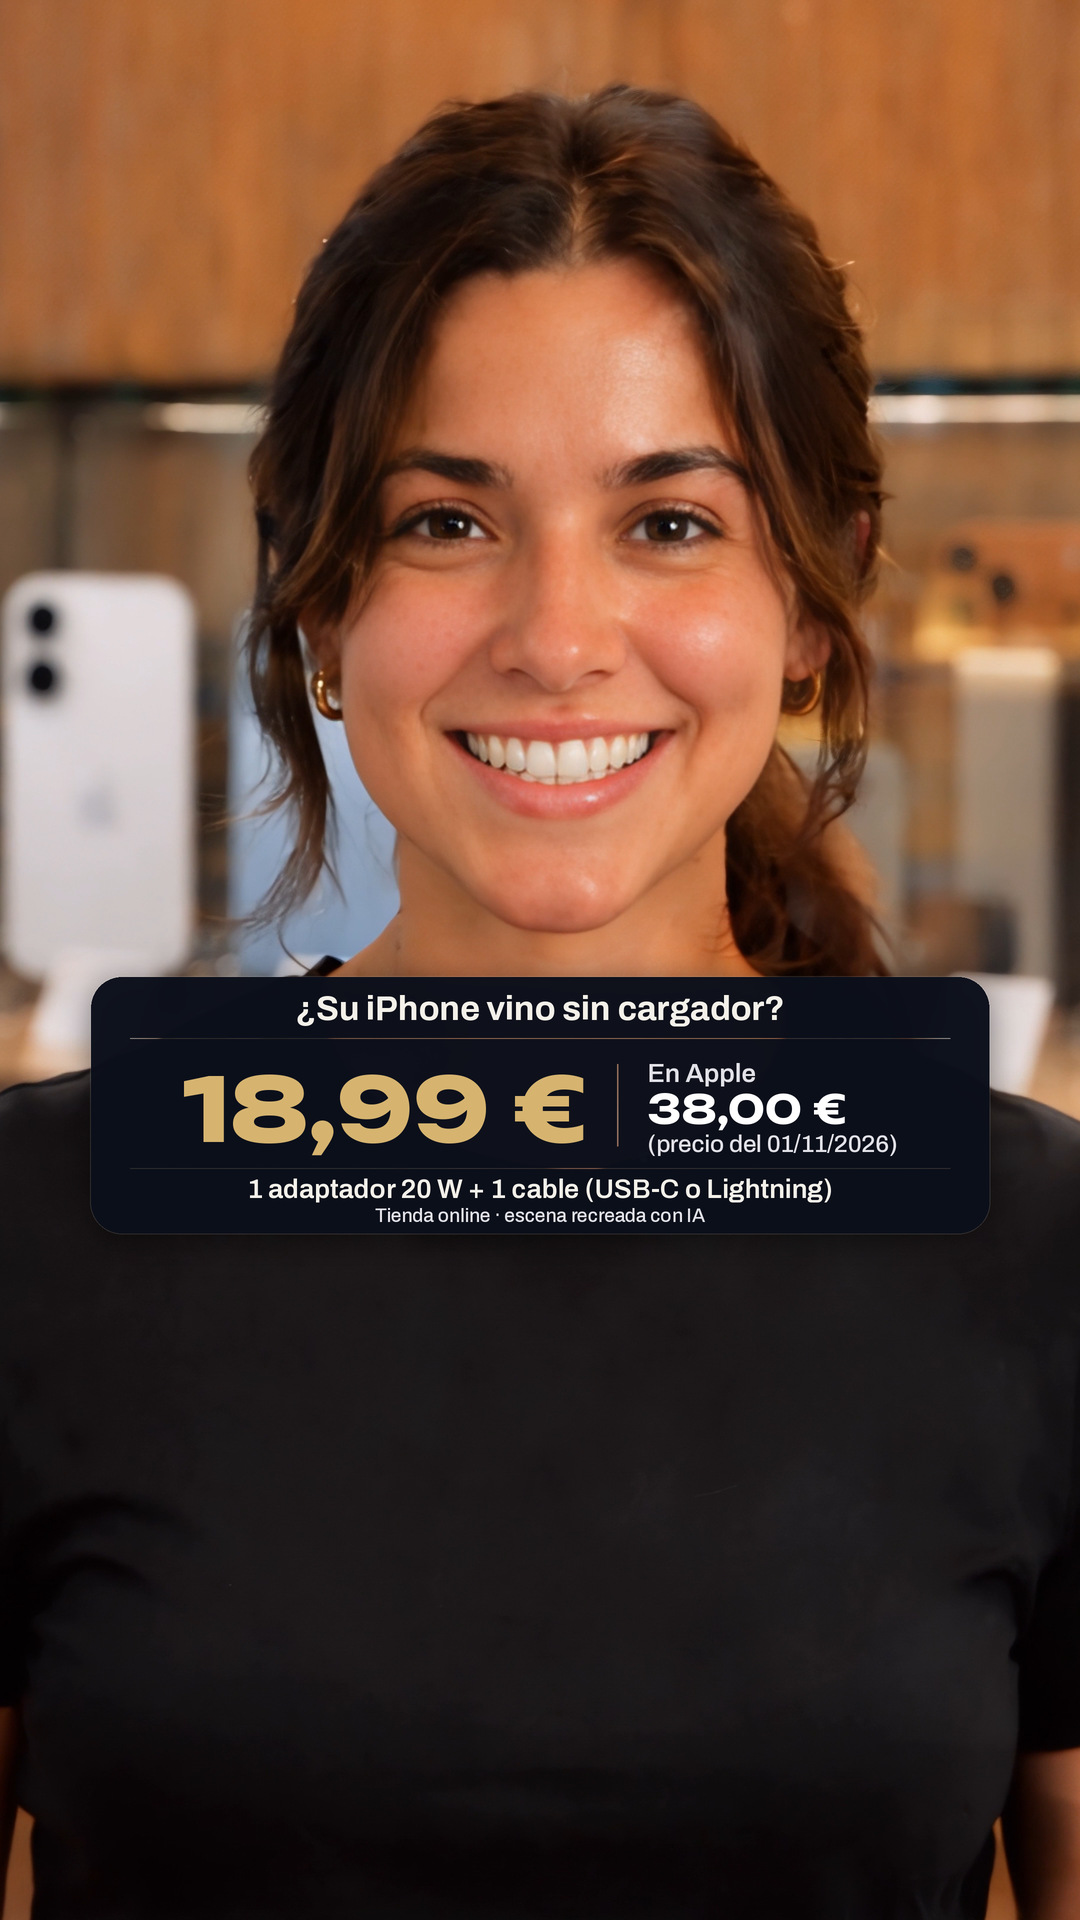 ¿Su iPhone vino sin cargador?
18,99 €
En Apple
38,00 €
(precio del 01/11/2026)
1 adaptador 20 W + 1 cable (USB-C o Lightning)
Tienda online · escena recreada con IA